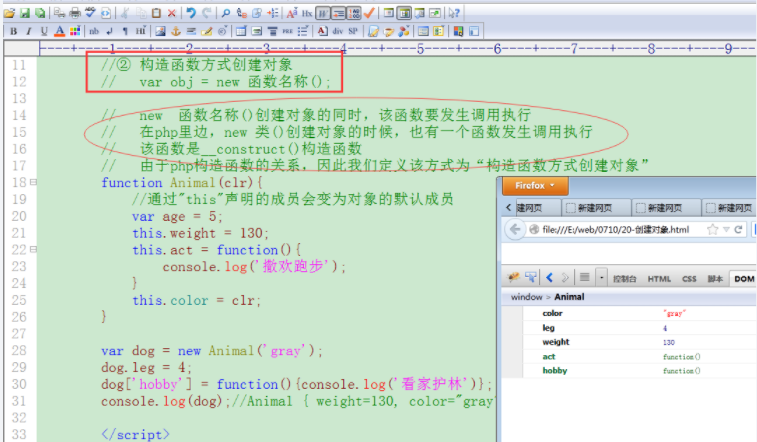 B I U A nb HI PRE A div SP
Hx
----+----1----+----2----+----3----+----4----+----5----+----6----+----7----+----8----+----9----
11 //② 构造函数方式创建对象
12 // var obj = new 函数名称();
13
14 // new 函数名称()创建对象的同时，该函数要发生调用执行
15 // 在php里边，new 类()创建对象的时候，也有一个函数发生调用执行
16 // 该函数是__construct()构造函数
17 // 由于php构造函数的关系，因此我们定义该方式为“构造函数方式创建对象”
18 function Animal(clr){
19 //通过"this"声明的成员会变为对象的默认成员
20 var age = 5;
21 this.weight = 130;
22 this.act = function(){
23 console.log('撒欢跑步');
24 }
25 this.color = clr;
26 }
27
28 var dog = new Animal('gray');
29 dog.leg = 4;
30 dog['hobby'] = function(){console.log('看家护林')};
31 console.log(dog);//Animal { weight=130, color="gray"
32
33 </script>
Firefox
建网页 新建网页 新建网页 新建网页
file:///E:/web/0710/20-创建对象.html
控制台 HTML CSS 脚本 DOM
window > Animal
color "gray"
leg 4
weight 130
act function()
hobby function()